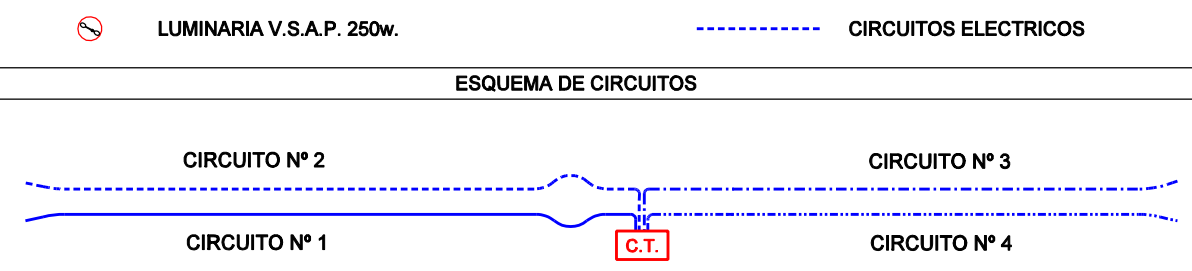 LUMINARIA V.S.A.P. 250w.
CIRCUITOS ELECTRICOS
ESQUEMA DE CIRCUITOS
CIRCUITO Nº 2
CIRCUITO Nº 3
CIRCUITO Nº 1
C.T.
CIRCUITO Nº 4